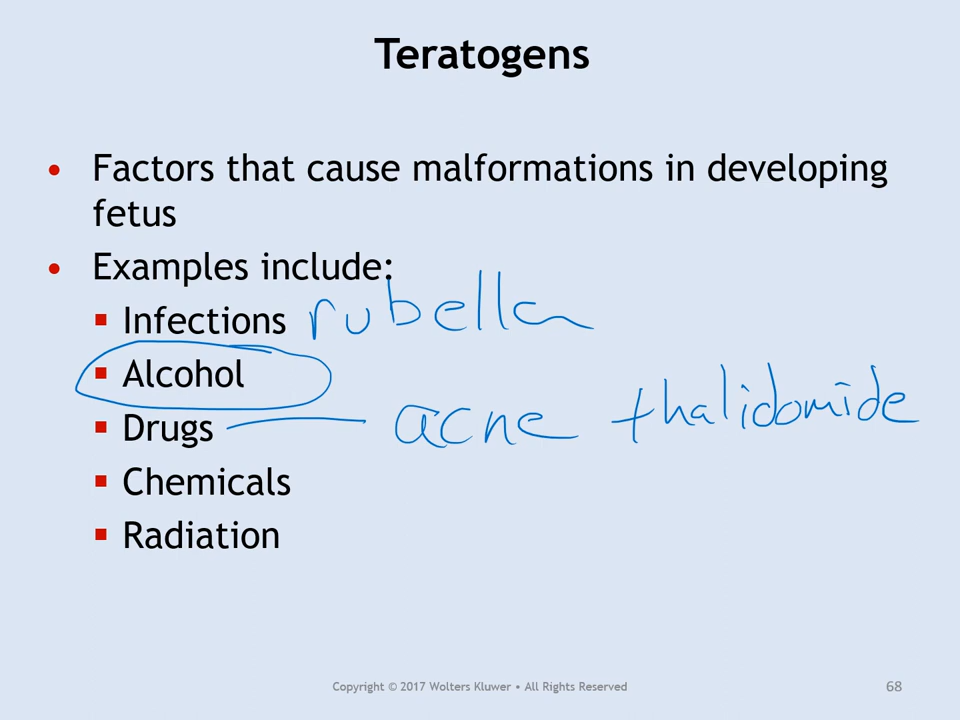 Teratogens
• Factors that cause malformations in developing
fetus
• Examples include:
▪ Infections rubella
▪ Alcohol
▪ Drugs acne thalidomide
▪ Chemicals
▪ Radiation
Copyright © 2017 Wolters Kluwer • All Rights Reserved 68